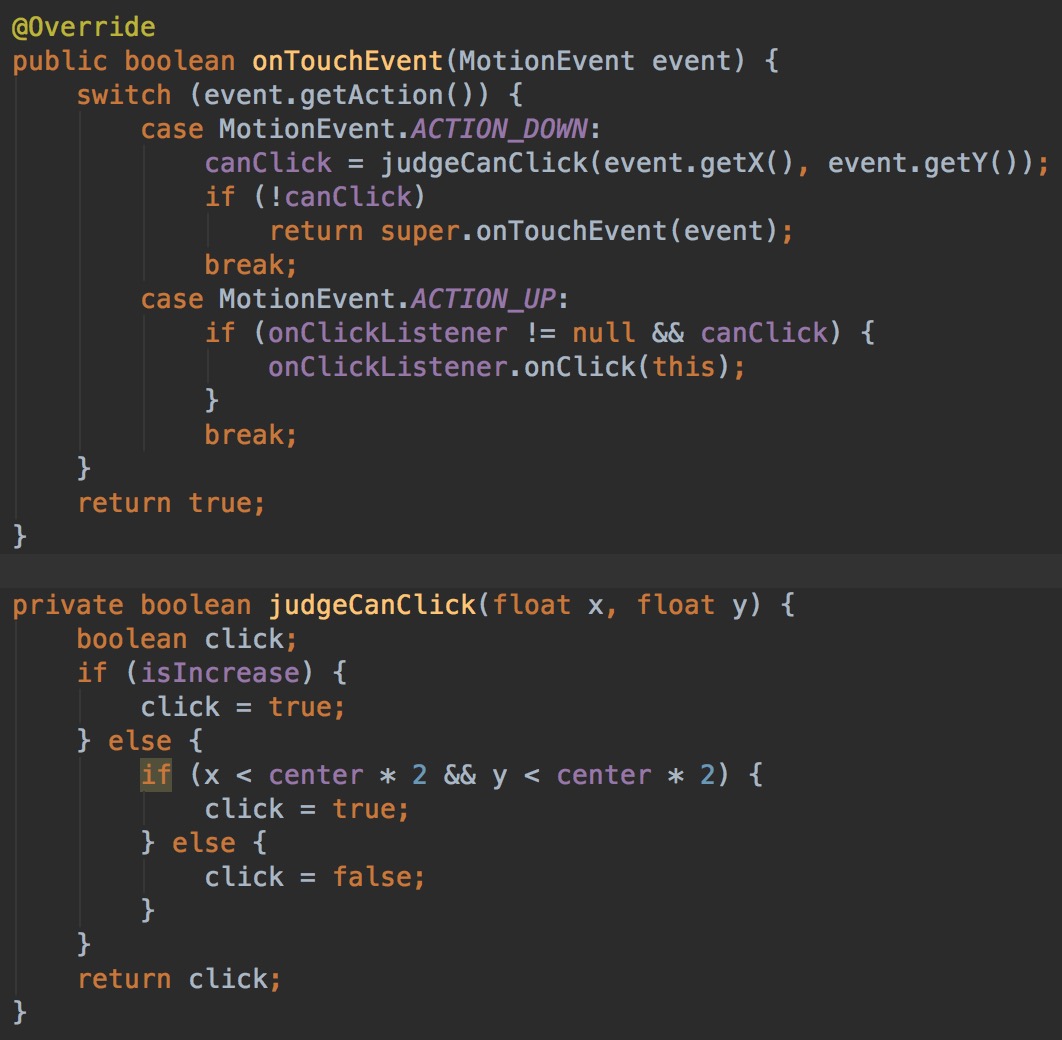 @Override
public boolean onTouchEvent(MotionEvent event) {
    switch (event.getAction()) {
        case MotionEvent.ACTION_DOWN:
            canClick = judgeCanClick(event.getX(), event.getY());
            if (!canClick)
                return super.onTouchEvent(event);
            break;
        case MotionEvent.ACTION_UP:
            if (onClickListener != null && canClick) {
                onClickListener.onClick(this);
            }
            break;
    }
    return true;
}
private boolean judgeCanClick(float x, float y) {
    boolean click;
    if (isIncrease) {
        click = true;
    } else {
        if (x < center * 2 && y < center * 2) {
            click = true;
        } else {
            click = false;
        }
    }
    return click;
}